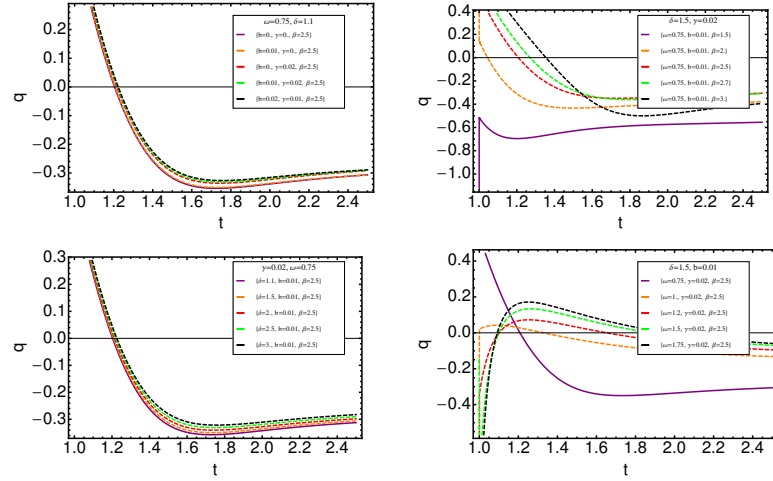 ω=0.75, δ=1.1
{b=0., γ=0., β=2.5}
{b=0.01, γ=0., β=2.5}
{b=0., γ=0.02, β=2.5}
{b=0.01, γ=0.02, β=2.5}
{b=0.02, γ=0.01, β=2.5}
0.2
0.1
0.0
-0.1
-0.2
-0.3
q
1.0 1.2 1.4 1.6 1.8 2.0 2.2 2.4
t
δ=1.5, γ=0.02
{ω=0.75, b=0.01, β=1.5}
{ω=0.75, b=0.01, β=2.}
{ω=0.75, b=0.01, β=2.5}
{ω=0.75, b=0.01, β=2.7}
{ω=0.75, b=0.01, β=3.}
0.4
0.2
0.0
-0.2
-0.4
-0.6
-0.8
-1.0
q
1.0 1.2 1.4 1.6 1.8 2.0 2.2 2.4
t
γ=0.02, ω=0.75
{δ=1.1, b=0.01, β=2.5}
{δ=1.5, b=0.01, β=2.5}
{δ=2., b=0.01, β=2.5}
{δ=2.5, b=0.01, β=2.5}
{δ=3., b=0.01, β=2.5}
0.3
0.2
0.1
0.0
-0.1
-0.2
-0.3
q
1.0 1.2 1.4 1.6 1.8 2.0 2.2 2.4
t
δ=1.5, b=0.01
{ω=0.75, γ=0.02, β=2.5}
{ω=1., γ=0.02, β=2.5}
{ω=1.2, γ=0.02, β=2.5}
{ω=1.5, γ=0.02, β=2.5}
{ω=1.75, γ=0.02, β=2.5}
0.4
0.2
0.0
-0.2
-0.4
q
1.0 1.2 1.4 1.6 1.8 2.0 2.2 2.4
t